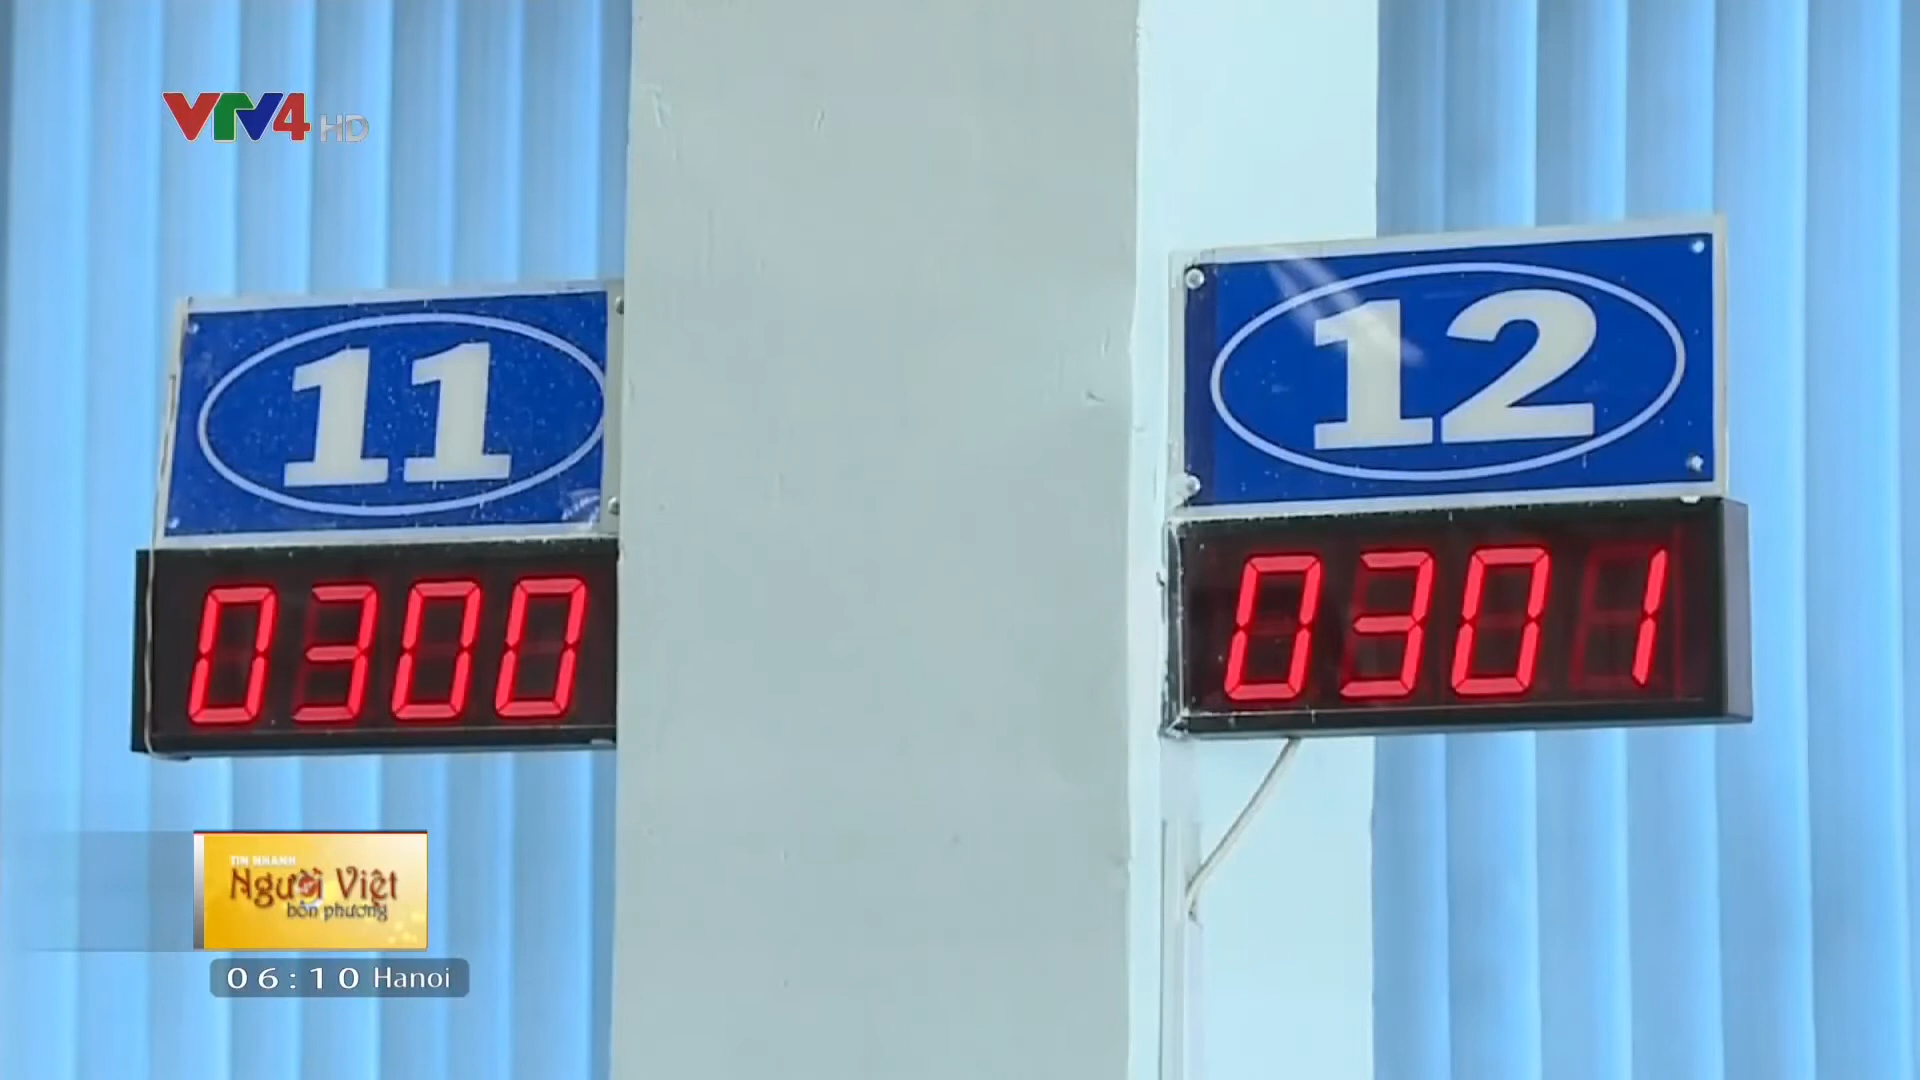 VTV4 HD
11
12
0300
0301
TIN NHANH
Người Việt
bốn phương
06:10 Hanoi